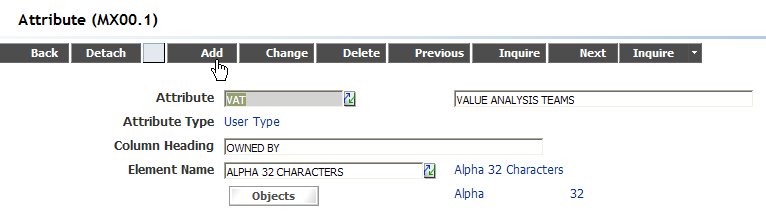 Attribute (MX00.1)
Back Detach Add Change Delete Previous Inquire Next Inquire
Attribute VAT VALUE ANALYSIS TEAMS
Attribute Type User Type
Column Heading OWNED BY
Element Name ALPHA 32 CHARACTERS Alpha 32 Characters
Objects Alpha 32